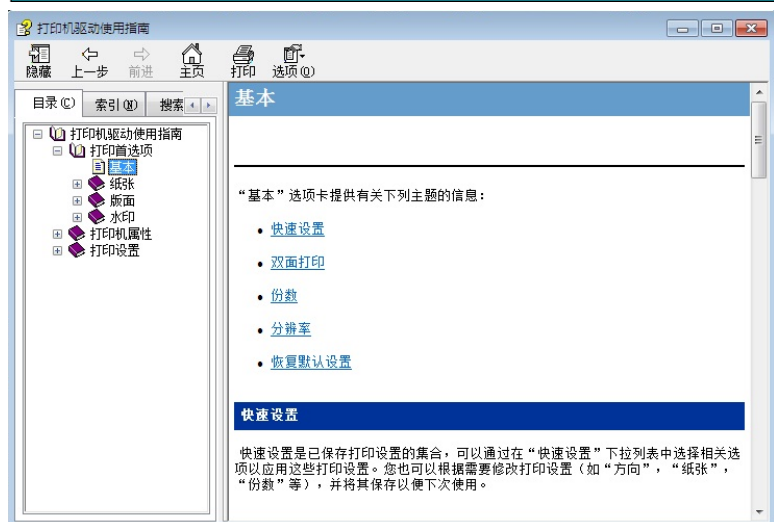 打印机驱动使用指南
隐藏 上一步 前进 主页 打印 选项(O)
目录(C) 索引(N) 搜索
打印机驱动使用指南
打印首选项
基本
纸张
版面
水印
打印机属性
打印设置
基本
“基本”选项卡提供有关下列主题的信息：
• 快速设置
• 双面打印
• 份数
• 分辨率
• 恢复默认设置
快速设置
快速设置是已保存打印设置的集合，可以通过在“快速设置”下拉列表中选择相关选
项以应用这些打印设置。您也可以根据需要修改打印设置（如“方向”，“纸张”，
“份数”等），并将其保存以便下次使用。